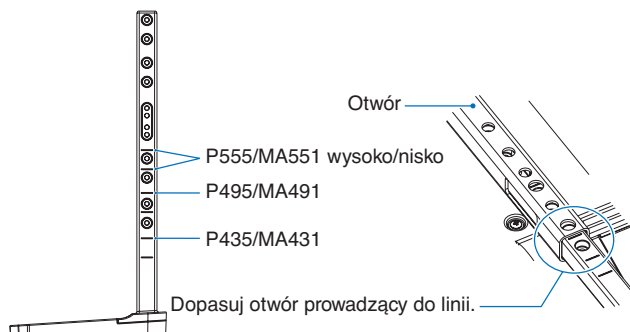 Otwór
P555/MA551 wysoko/nisko
P495/MA491
P435/MA431
Dopasuj otwór prowadzący do linii.